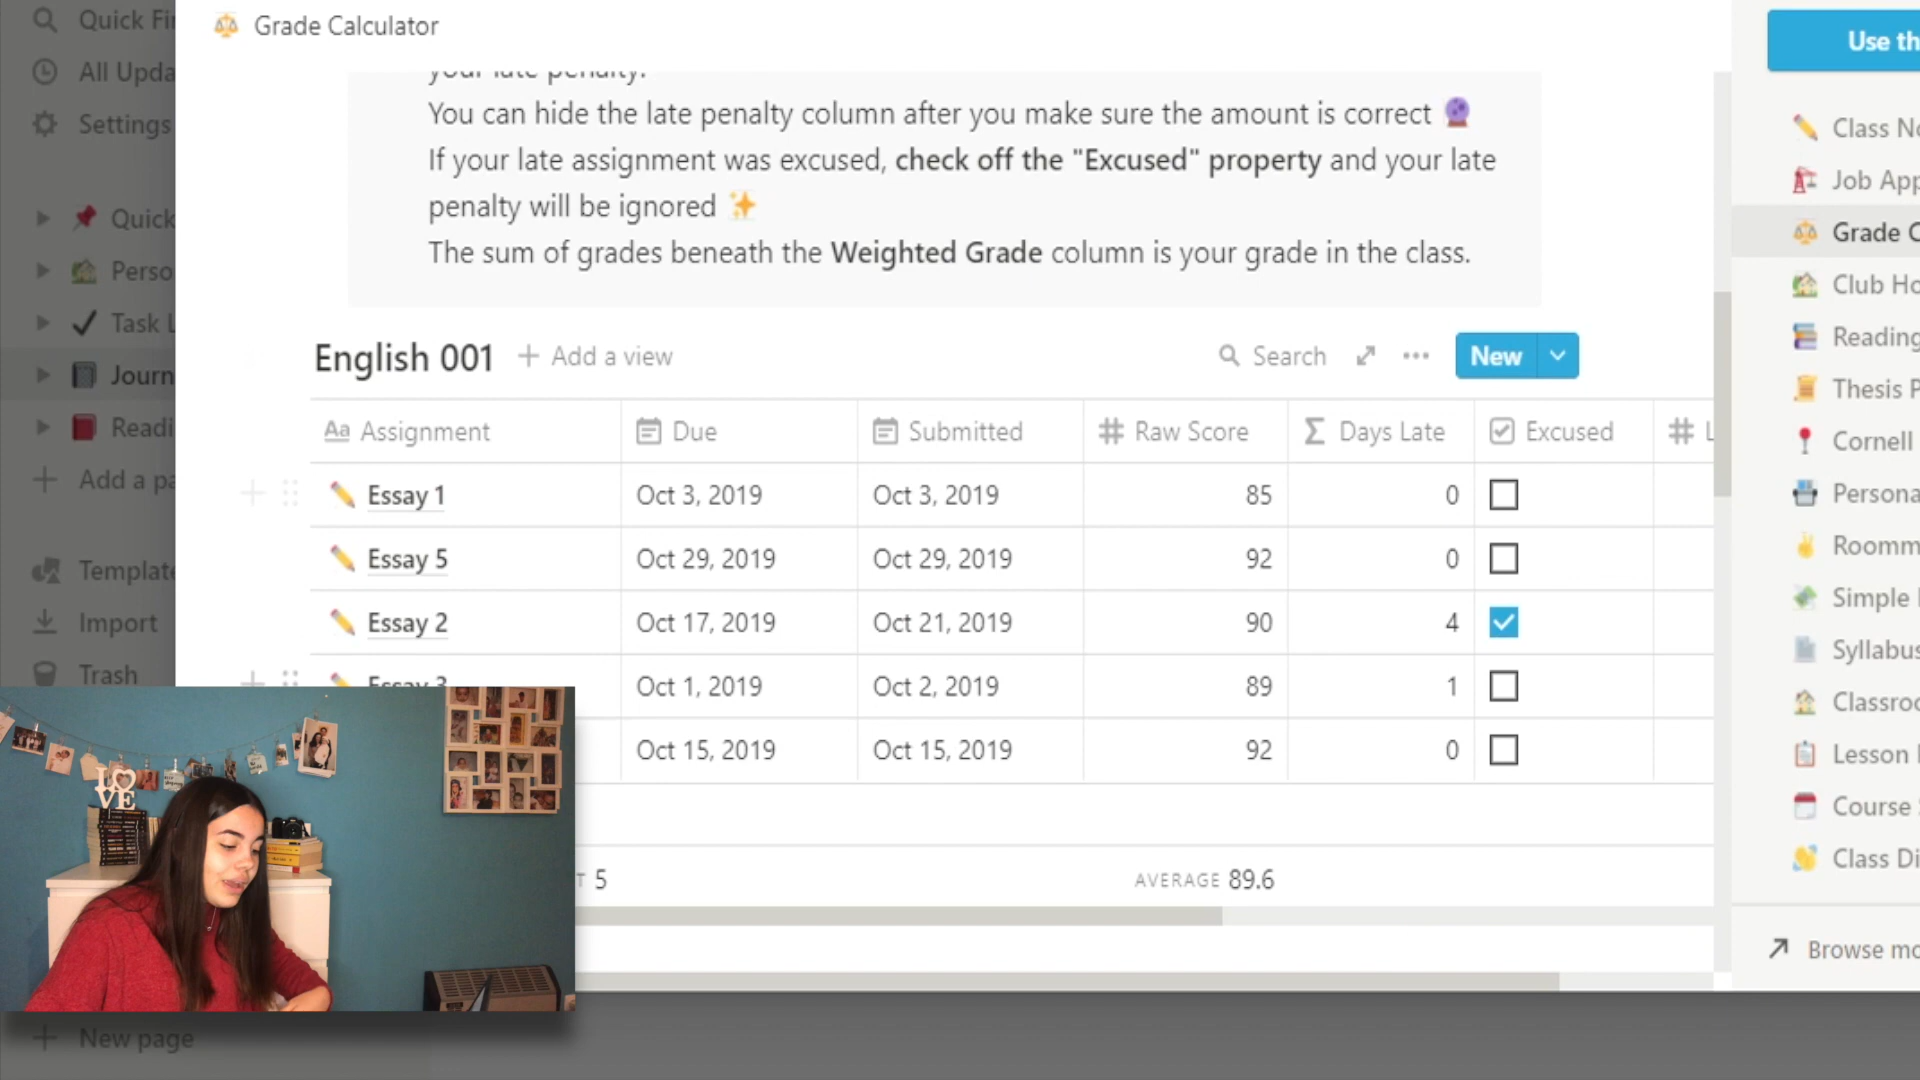 Quick Fi
All Upda
Settings
Quick
Perso
Task L
Journ
Readi
Add a pa
Template
Import
Trash
New page
Grade Calculator
your late penalty.
You can hide the late penalty column after you make sure the amount is correct
If your late assignment was excused, check off the "Excused" property and your late
penalty will be ignored
The sum of grades beneath the Weighted Grade column is your grade in the class.
English 001 + Add a view Search ••• New
Aa Assignment Due Submitted # Raw Score Σ Days Late Excused # L
Essay 1 Oct 3, 2019 Oct 3, 2019 85 0
Essay 5 Oct 29, 2019 Oct 29, 2019 92 0
Essay 2 Oct 17, 2019 Oct 21, 2019 90 4
Essay 3 Oct 1, 2019 Oct 2, 2019 89 1
Oct 15, 2019 Oct 15, 2019 92 0
T 5 AVERAGE 89.6
LOVE
Use th
Class No
Job App
Grade C
Club Ho
Reading
Thesis P
Cornell
Persona
Roomm
Simple
Syllabus
Classroo
Lesson
Course
Class Di
Browse mo